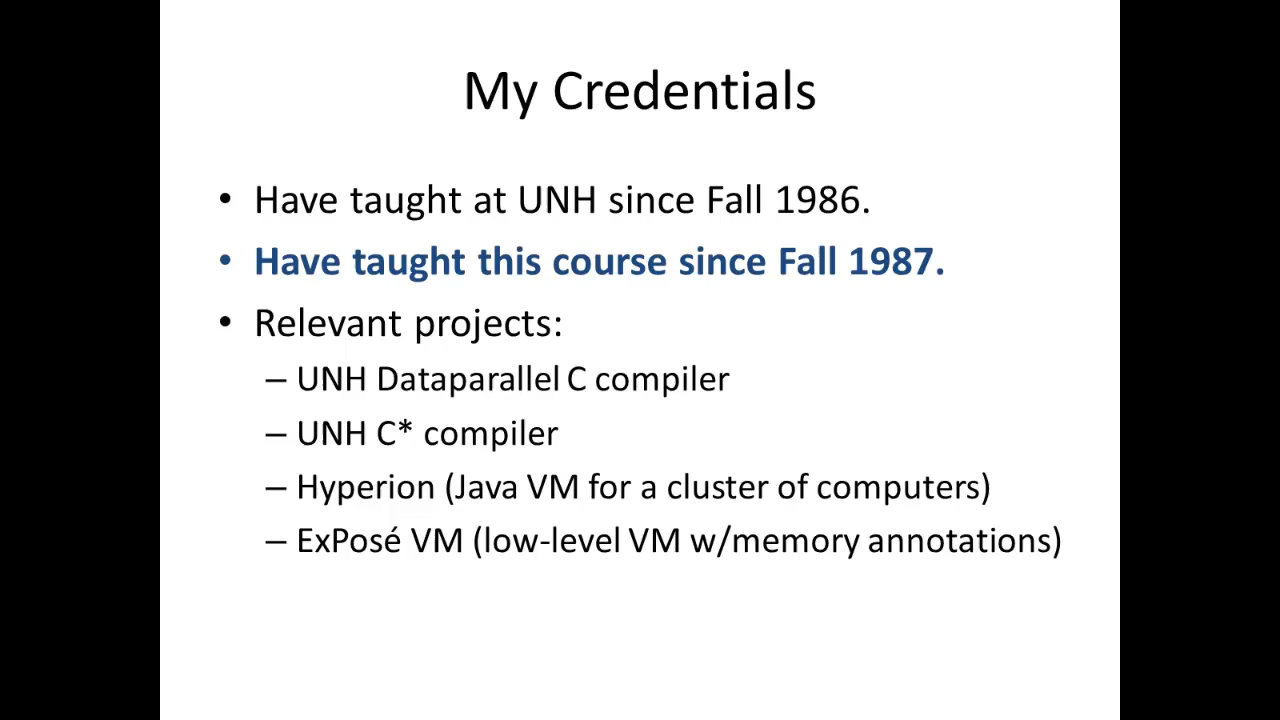 My Credentials
• Have taught at UNH since Fall 1986.
• Have taught this course since Fall 1987.
• Relevant projects:
– UNH Dataparallel C compiler
– UNH C* compiler
– Hyperion (Java VM for a cluster of computers)
– ExPosé VM (low-level VM w/memory annotations)